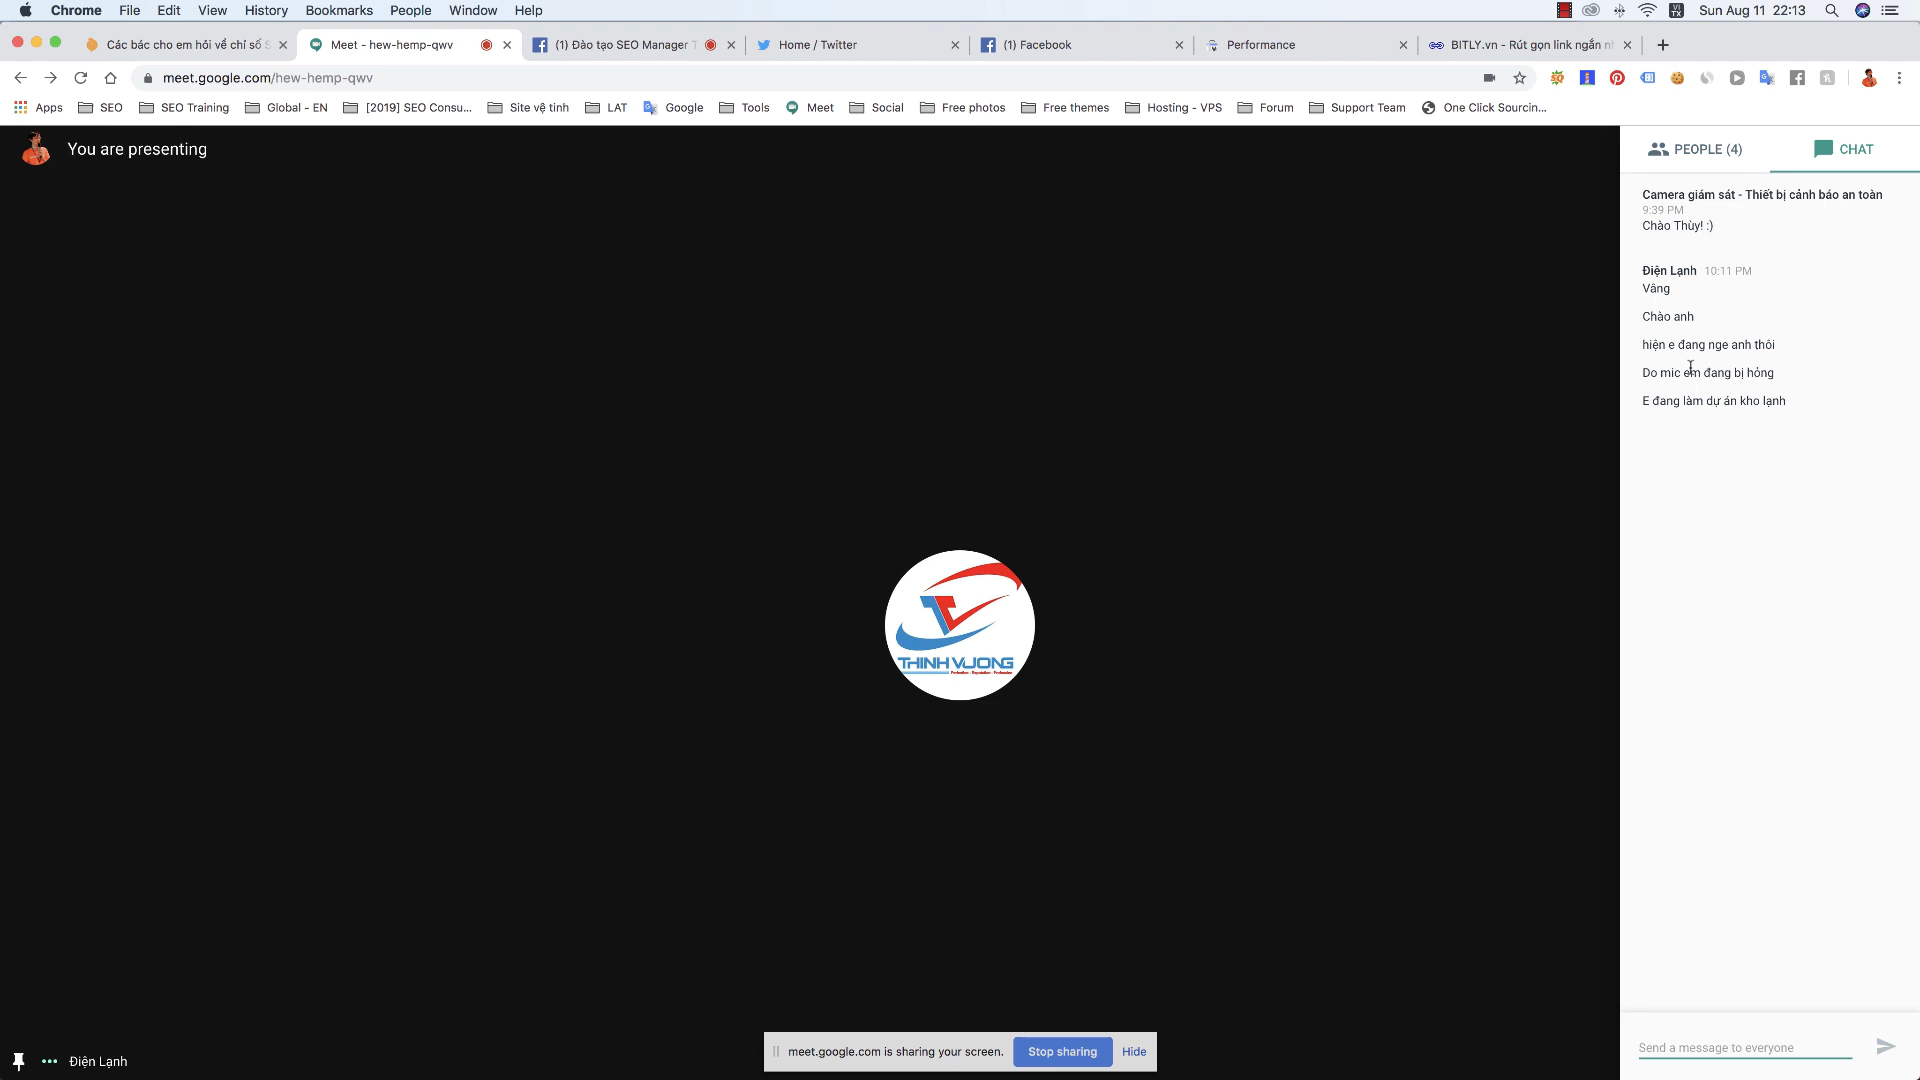 Chrome File Edit View History Bookmarks People Window Help Sun Aug 11 22:13
Các bác cho em hỏi về chỉ số S
Meet - hew-hemp-qwv
(1) Đào tạo SEO Manager T
Home / Twitter
(1) Facebook
Performance
BITLY.vn - Rút gọn link ngắn nh
meet.google.com/hew-hemp-qwv
Apps SEO SEO Training Global - EN [2019] SEO Consu... Site vệ tinh LAT Google Tools Meet Social Free photos Free themes Hosting - VPS Forum Support Team One Click Sourcin...
You are presenting
PEOPLE (4) CHAT
Camera giám sát - Thiết bị cảnh báo an toàn
9:39 PM
Chào Thùy! :)
Điện Lạnh 10:11 PM
Vâng
Chào anh
hiện e đang nge anh thôi
Do mic em đang bị hỏng
E đang làm dự án kho lạnh
THINH VUONG
Điện Lạnh
meet.google.com is sharing your screen. Stop sharing Hide
Send a message to everyone